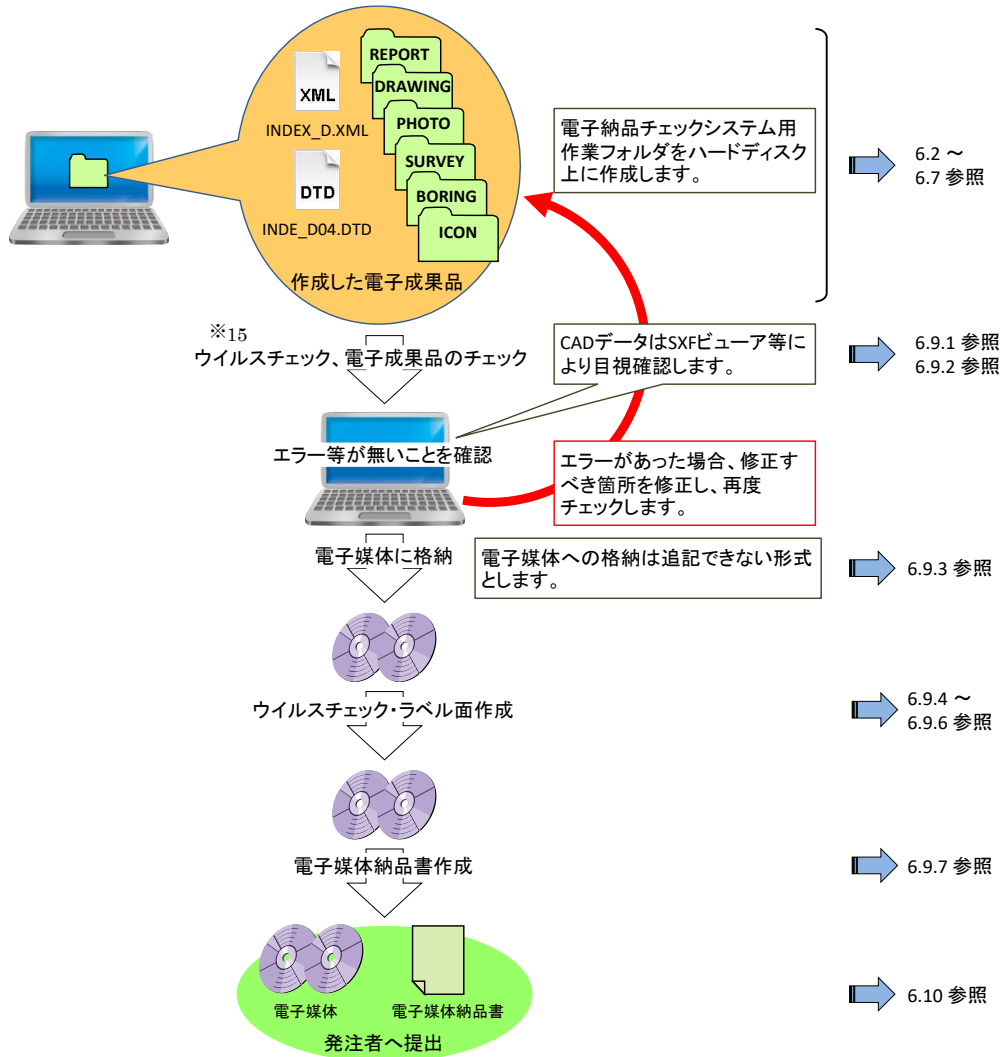 REPORT
DRAWING
PHOTO
SURVEY
BORING
ICON
XML
INDEX_D.XML
DTD
INDE_D04.DTD
作成した電子成果品
電子納品チェックシステム用
作業フォルダをハードディスク
上に作成します。
6.2 ~
6.7 参照
※15
ウイルスチェック、電子成果品のチェック
CADデータはSXFビューア等に
より目視確認します。
6.9.1 参照
6.9.2 参照
エラー等が無いことを確認
エラーがあった場合、修正す
べき箇所を修正し、再度
チェックします。
電子媒体に格納
電子媒体への格納は追記できない形式
とします。
6.9.3 参照
ウイルスチェック・ラベル面作成
6.9.4 ~
6.9.6 参照
電子媒体納品書作成
6.9.7 参照
電子媒体
電子媒体納品書
発注者へ提出
6.10 参照